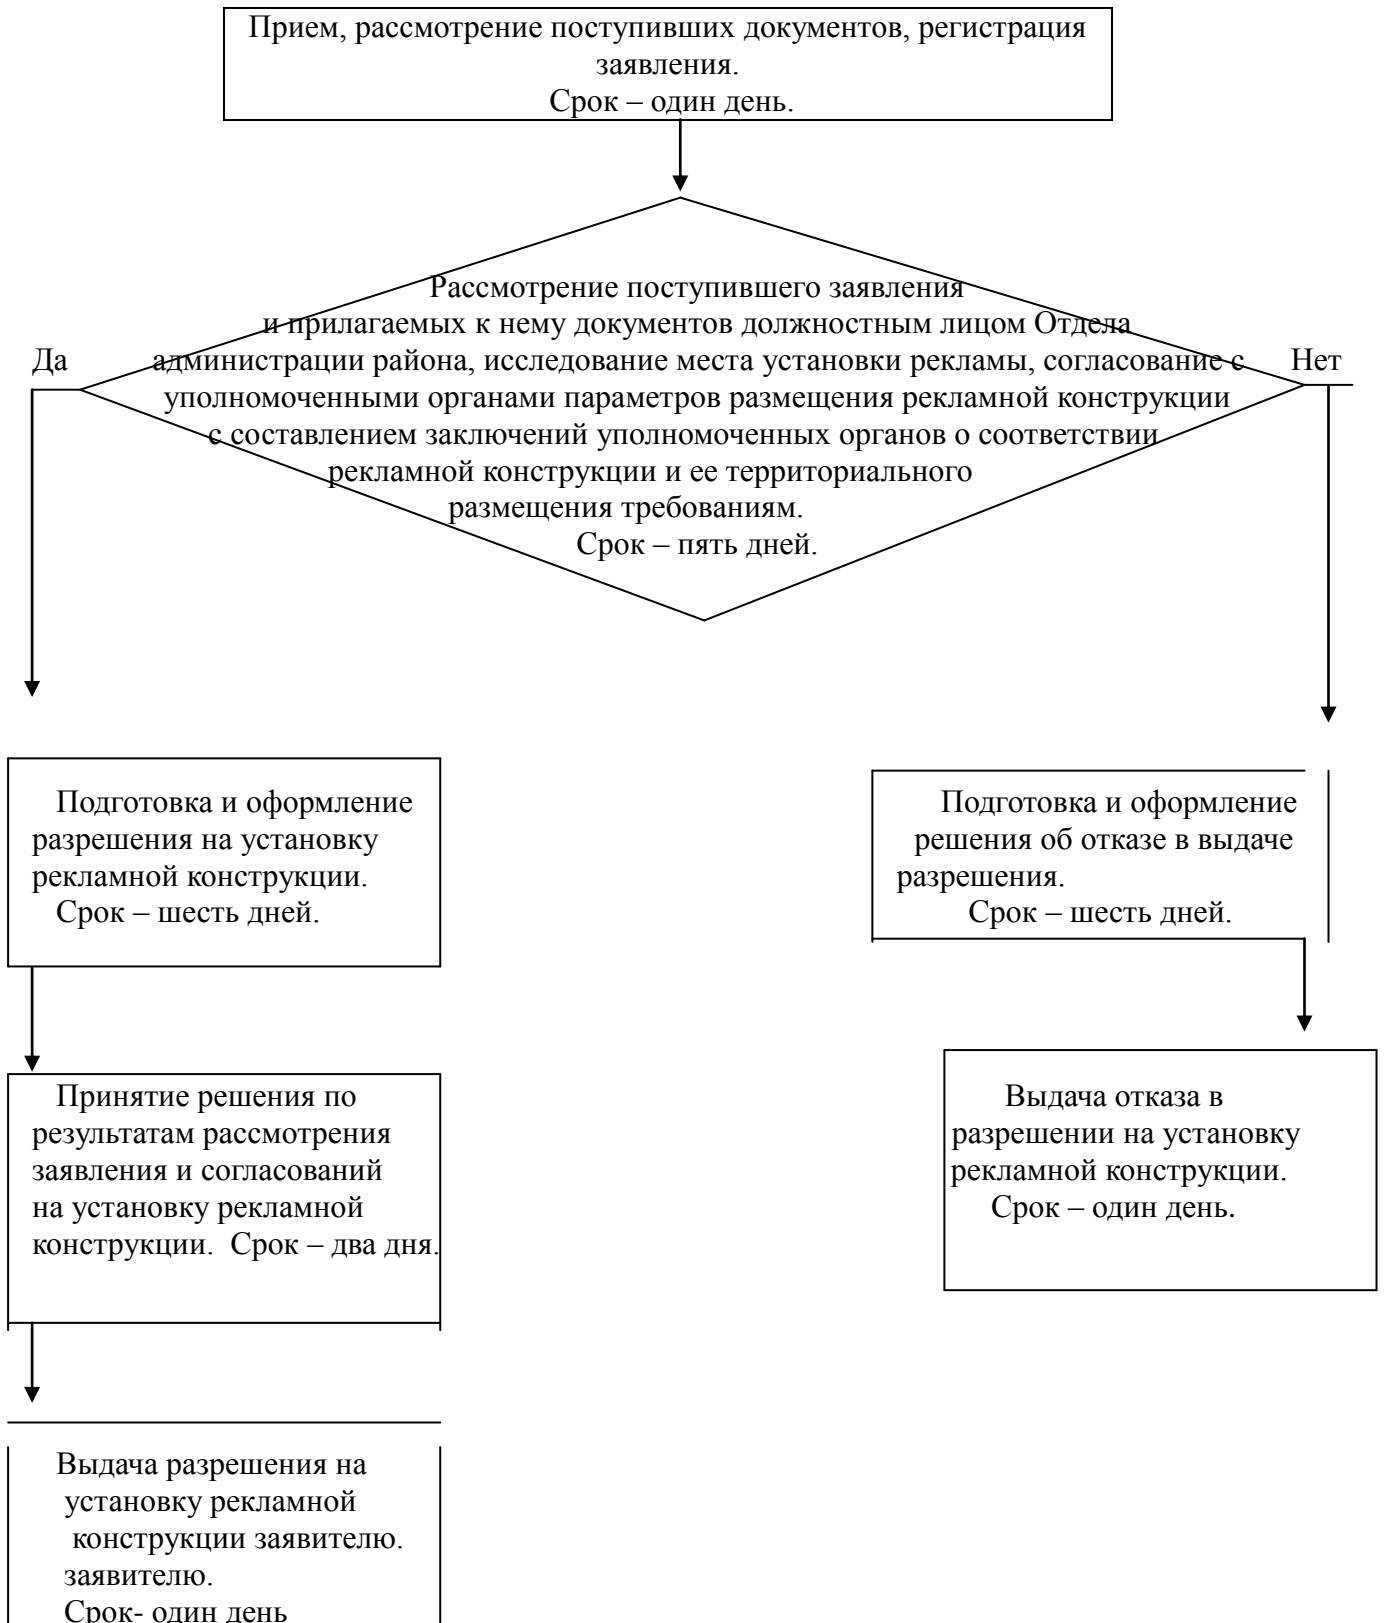 Прием, рассмотрение поступивших документов, регистрация
заявления.
Срок – один день.
Рассмотрение поступившего заявления
и прилагаемых к нему документов должностным лицом Отдела
Да
администрации района, исследование места установки рекламы, согласование с
Нет
уполномоченными органами параметров размещения рекламной конструкции
с составлением заключений уполномоченных органов о соответствии
рекламной конструкции и ее территориального
размещения требованиям.
Срок – пять дней.
Подготовка и оформление
разрешения на установку
рекламной конструкции.
Срок – шесть дней.
Подготовка и оформление
решения об отказе в выдаче
разрешения.
Срок – шесть дней.
Принятие решения по
результатам рассмотрения
заявления и согласований
на установку рекламной
конструкции. Срок – два дня.
Выдача отказа в
разрешении на установку
рекламной конструкции.
Срок – один день.
Выдача разрешения на
установку рекламной
конструкции заявителю.
заявителю.
Срок- один день